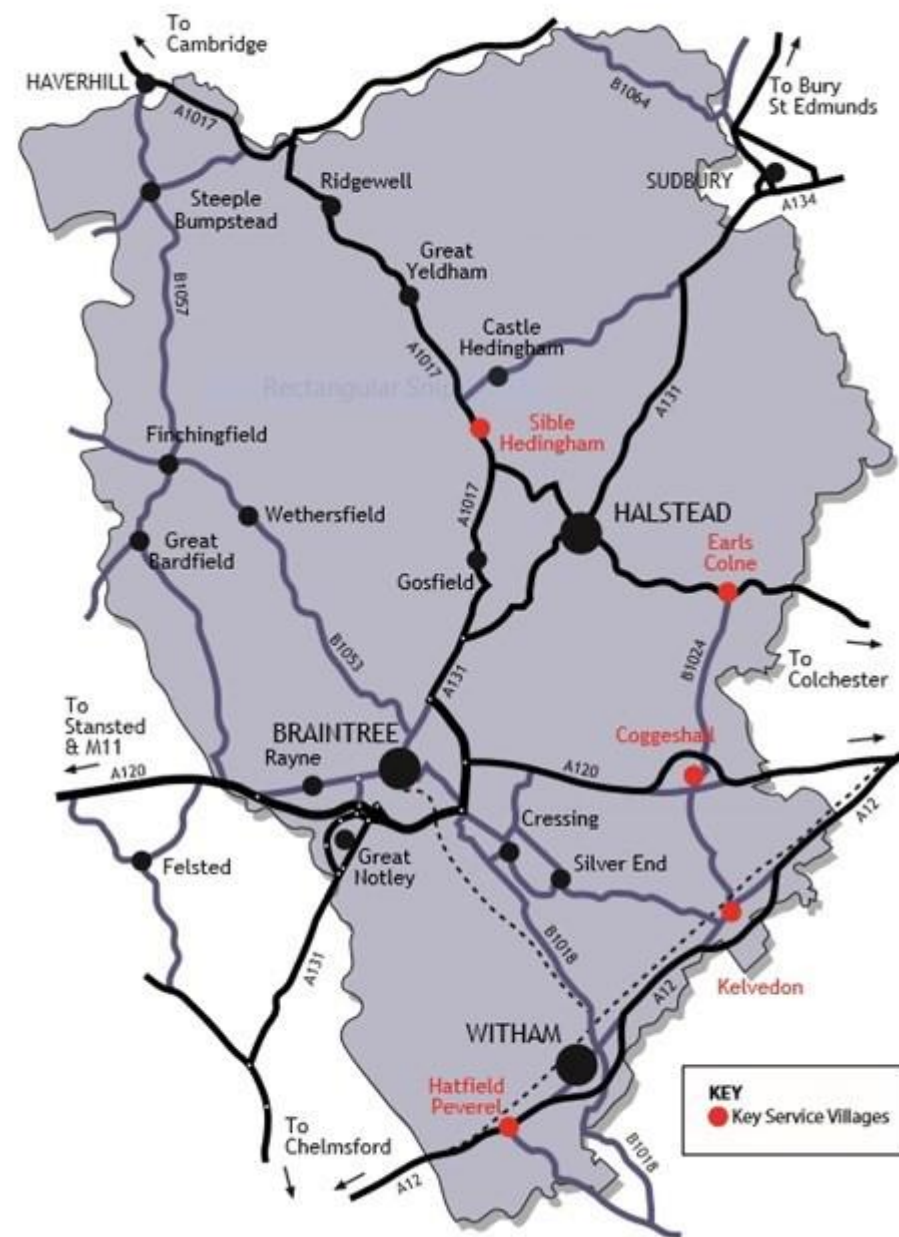 To
Cambridge
HAVERHILL
A1017
B1064
To Bury
St Edmunds
Ridgewell
SUDBURY
A134
Steeple
Bumpstead
Great
Yeldham
B1057
Castle
Hedingham
A1017
Rectangular Snip
A131
Sible
Hedingham
Finchingfield
A1017
Wethersfield
HALSTEAD
Great
Bardfield
Earls
Colne
Gosfield
B1053
B1024
A131
To
Colchester
To
Stansted
& M11
BRAINTREE
Coggeshall
Rayne
A120
A120
A12
Cressing
Silver End
Felsted
Great
Notley
B1018
A131
A12
Kelvedon
WITHAM
Hatfield
Peverel
KEY
Key Service Villages
To
Chelmsford
B1018
A12